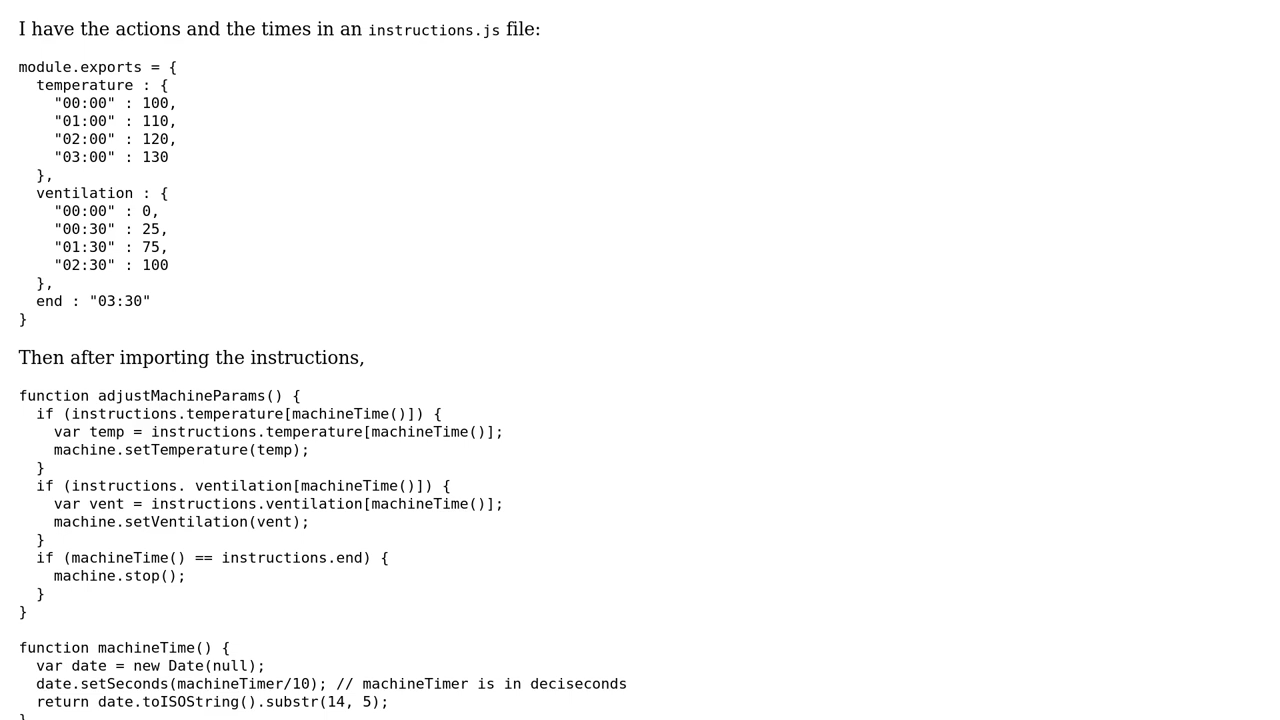 I have the actions and the times in an instructions.js file:
module.exports = {
  temperature : {
    "00:00" : 100,
    "01:00" : 110,
    "02:00" : 120,
    "03:00" : 130
  },
  ventilation : {
    "00:00" : 0,
    "00:30" : 25,
    "01:30" : 75,
    "02:30" : 100
  },
  end : "03:30"
}
Then after importing the instructions,
function adjustMachineParams() {
  if (instructions.temperature[machineTime()]) {
    var temp = instructions.temperature[machineTime()];
    machine.setTemperature(temp);
  }
  if (instructions. ventilation[machineTime()]) {
    var vent = instructions.ventilation[machineTime()];
    machine.setVentilation(vent);
  }
  if (machineTime() == instructions.end) {
    machine.stop();
  }
}
function machineTime() {
  var date = new Date(null);
  date.setSeconds(machineTimer/10); // machineTimer is in deciseconds
  return date.toISOString().substr(14, 5);
}